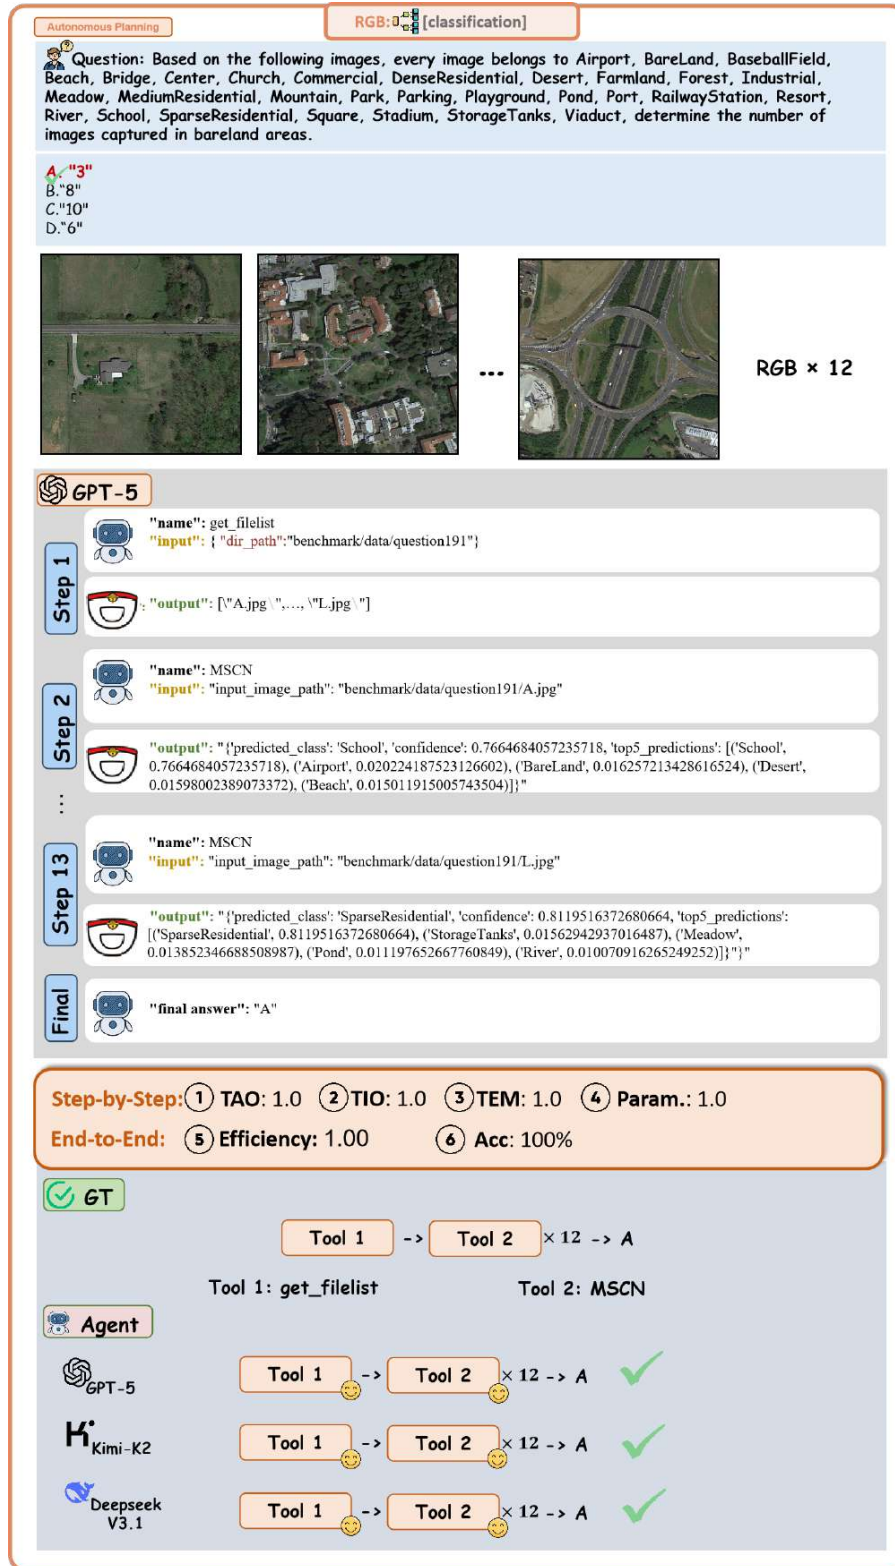 Autonomous Planning
RGB: [classification]
Question: Based on the following images, every image belongs to Airport, BareLand, BaseballField,
Beach, Bridge, Center, Church, Commercial, DenseResidential, Desert, Farmland, Forest, Industrial,
Meadow, MediumResidential, Mountain, Park, Parking, Playground, Pond, Port, RailwayStation, Resort,
River, School, SparseResidential, Square, Stadium, StorageTanks, Viaduct, determine the number of
images captured in bareland areas.
A. "3"
B."8"
C."10"
D."6"
...
RGB × 12
GPT-5
Step 1
"name": get_filelist
"input": { "dir_path":"benchmark/data/question191"}
: "output": [\"A.jpg\",…, \"L.jpg\"]
Step 2
"name": MSCN
"input": "input_image_path": "benchmark/data/question191/A.jpg"
"output": "{'predicted_class': 'School', 'confidence': 0.7664684057235718, 'top5_predictions': [('School',
0.7664684057235718), ('Airport', 0.020224187523126602), ('BareLand', 0.016257213428616524), ('Desert',
0.01598002389073372), ('Beach', 0.015011915005743504)]}"
...
Step 13
"name": MSCN
"input": "input_image_path": "benchmark/data/question191/L.jpg"
"output": "{'predicted_class': 'SparseResidential', 'confidence': 0.8119516372680664, 'top5_predictions':
[('SparseResidential', 0.8119516372680664), ('StorageTanks', 0.01562942937016487), ('Meadow',
0.013852346688508987), ('Pond', 0.011197652667760849), ('River', 0.010070916265249252)]}"}"
Final
"final answer": "A"
Step-by-Step: 1 TAO: 1.0 2 TIO: 1.0 3 TEM: 1.0 4 Param.: 1.0
End-to-End: 5 Efficiency: 1.00 6 Acc: 100%
GT
Tool 1 -> Tool 2 × 12 -> A
Tool 1: get_filelist Tool 2: MSCN
Agent
GPT-5 Tool 1 -> Tool 2 × 12 -> A
Kimi-K2 Tool 1 -> Tool 2 × 12 -> A
Deepseek
V3.1 Tool 1 -> Tool 2 × 12 -> A